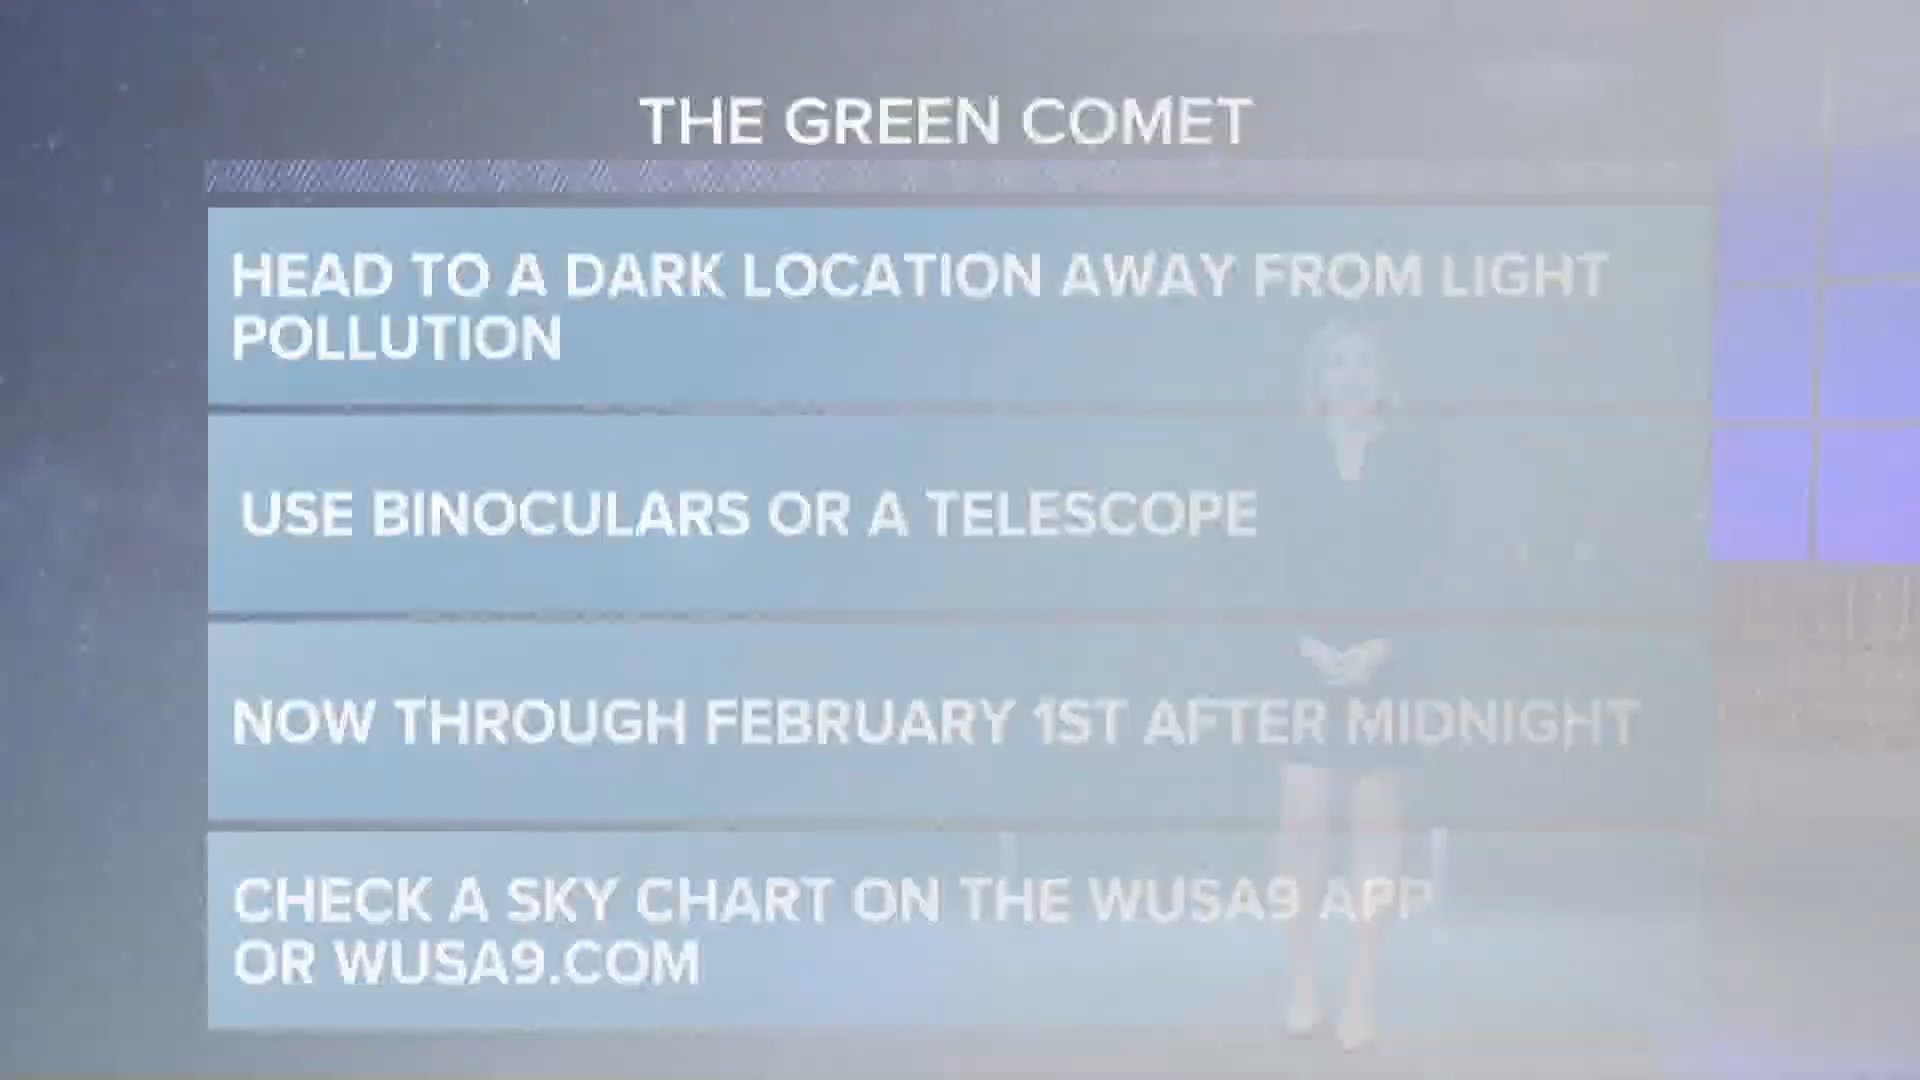 THE GREEN COMET
HEAD TO A DARK LOCATION AWAY FROM LIGHT
POLLUTION
USE BINOCULARS OR A TELESCOPE
NOW THROUGH FEBRUARY 1ST AFTER MIDNIGHT
CHECK A SKY CHART ON THE WUSA9 APP
OR WUSA9.COM